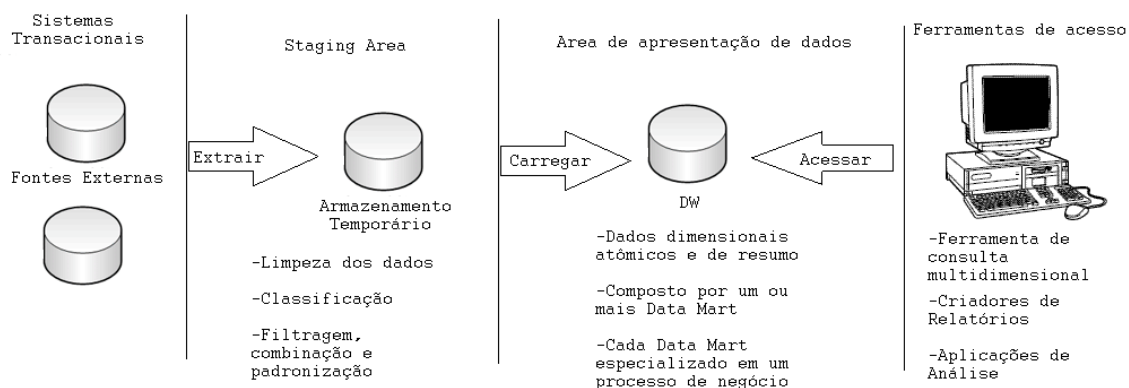 Sistemas
Transacionais
Fontes Externas
Extrair
Staging Area
Armazenamento
Temporário
-Limpeza dos dados
-Classificação
-Filtragem,
combinação e
padronização
Carregar
Area de apresentação de dados
DW
-Dados dimensionais
atômicos e de resumo
-Composto por um ou
mais Data Mart
-Cada Data Mart
especializado em um
processo de negócio
Acessar
Ferramentas de acesso
-Ferramenta de
consulta
multidimensional
-Criadores de
Relatórios
-Aplicações de
Análise